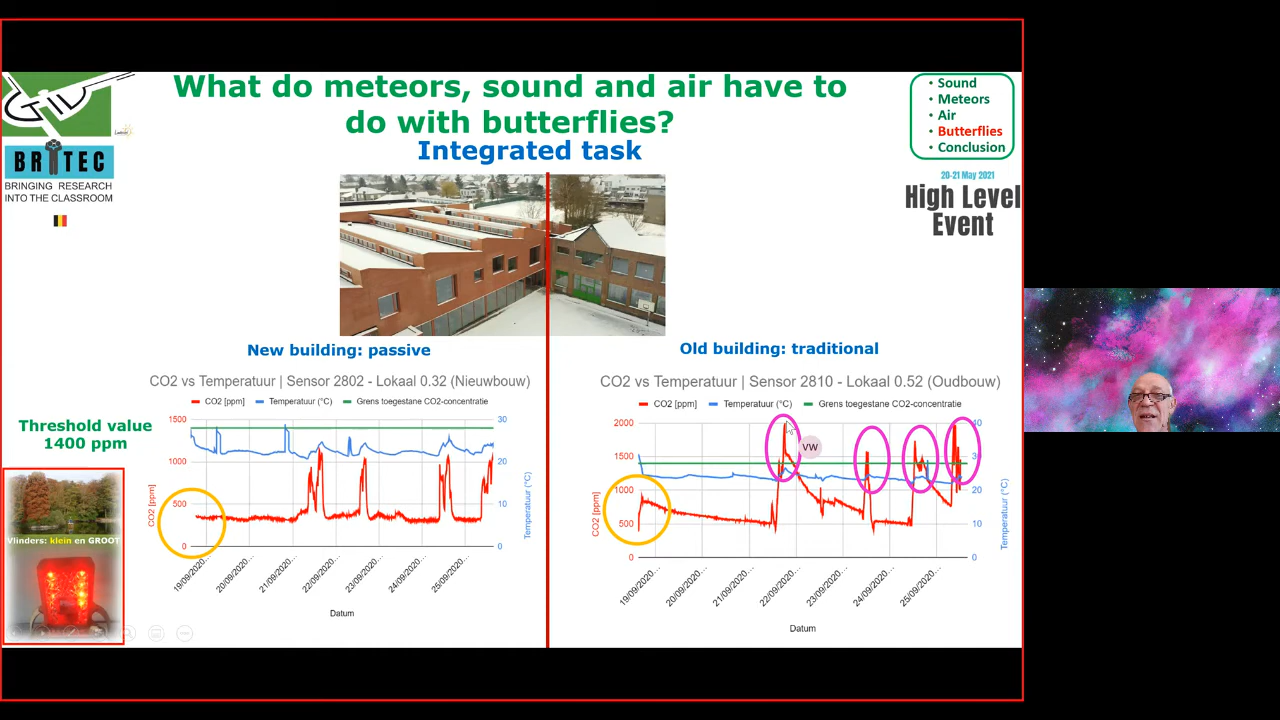 What do meteors, sound and air have to
do with butterflies?
Integrated task
GID
BRITEC
BRINGING RESEARCH
INTO THE CLASSROOM
• Sound
• Meteors
• Air
• Butterflies
• Conclusion
20-21 May 2021
High Level
Event
New building: passive
Old building: traditional
CO2 vs Temperatuur | Sensor 2802 - Lokaal 0.32 (Nieuwbouw)
CO2 [ppm] Temperatuur (°C) Grens toegestane CO2-concentratie
Threshold value
1400 ppm
1500
1000
500
0
CO2 [ppm]
30
20
10
0
Temperatuur (°C)
19/09/2020...
20/09/2020...
21/09/2020...
22/09/2020...
23/09/2020...
24/09/2020...
25/09/2020...
Datum
CO2 vs Temperatuur | Sensor 2810 - Lokaal 0.52 (Oudbouw)
CO2 [ppm] Temperatuur (°C) Grens toegestane CO2-concentratie
2000
1000
500
0
CO2 [ppm]
VW
40
30
20
10
0
Temperatuur (°C)
19/09/2020...
20/09/2020...
21/09/2020...
22/09/2020...
23/09/2020...
24/09/2020...
25/09/2020...
Datum
Vlinders: klein en GROOT